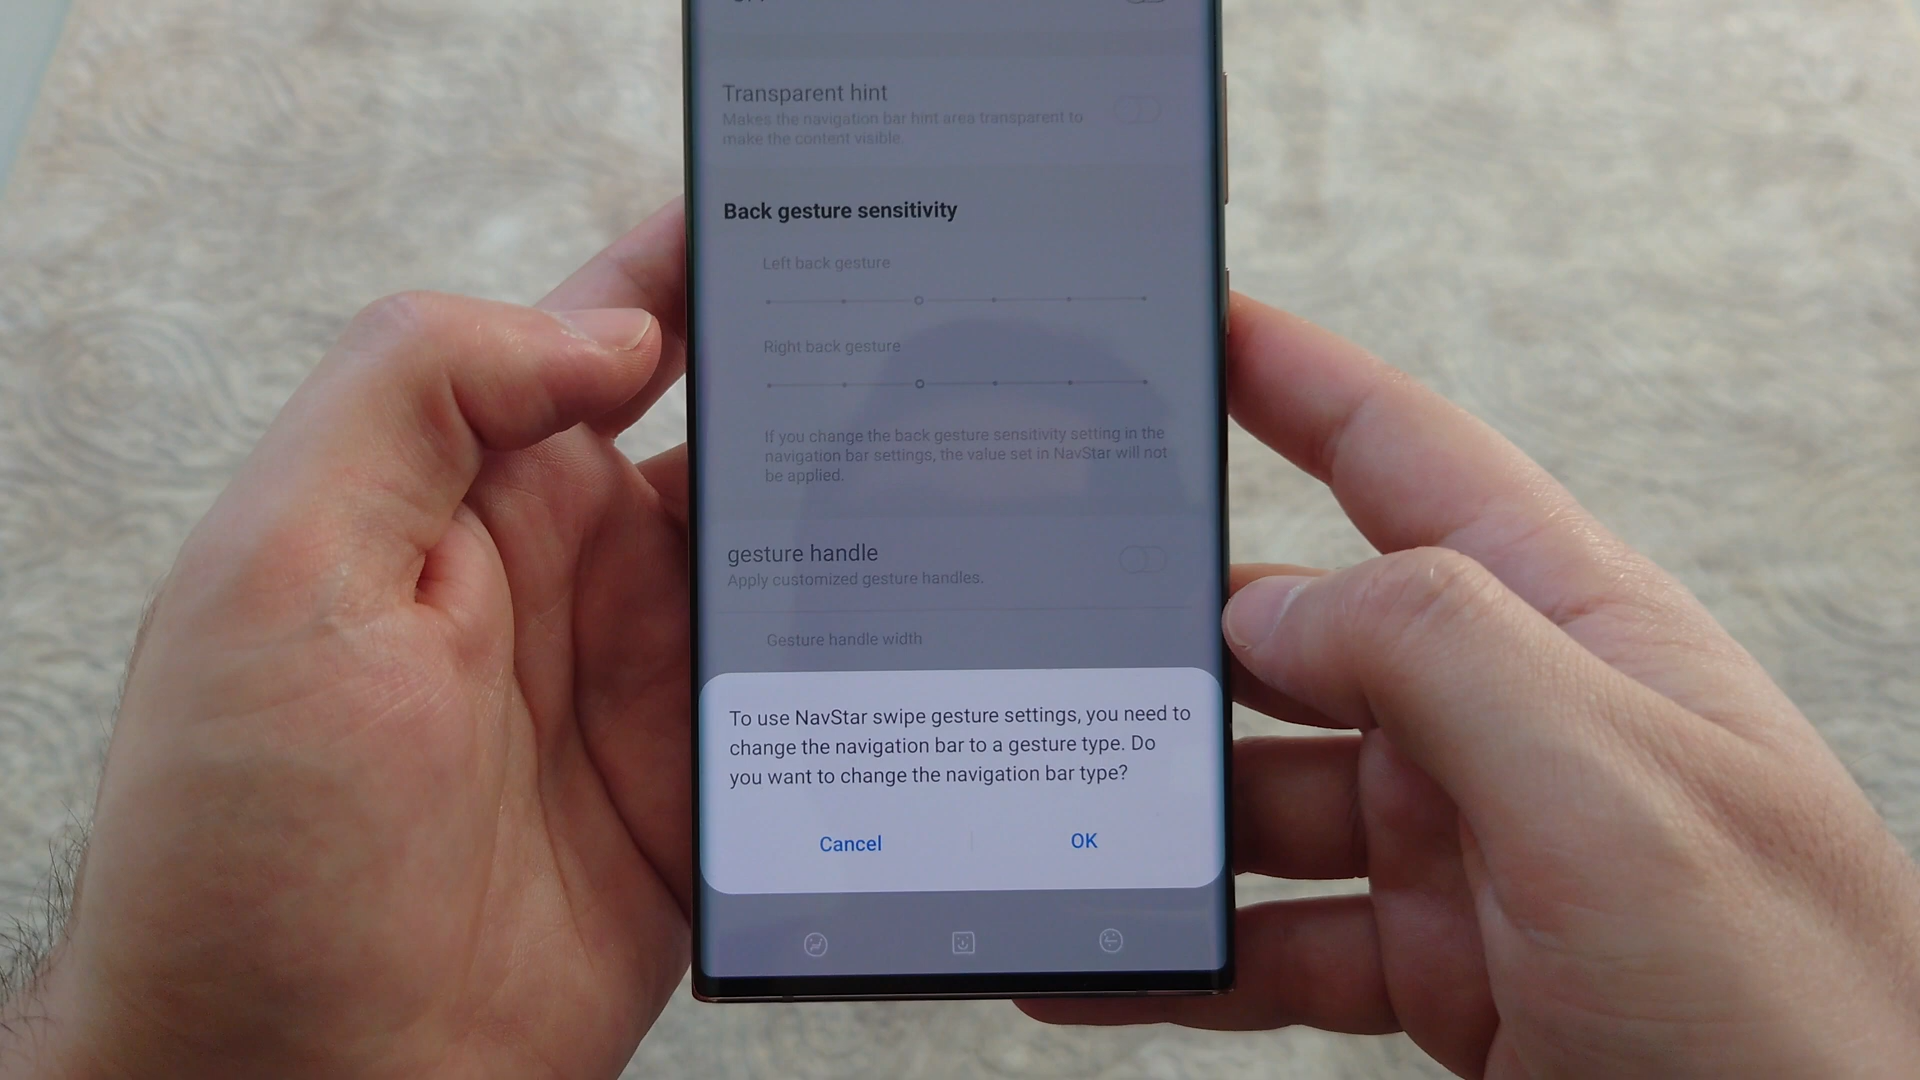 Transparent hint
Makes the navigation bar hint area transparent to
make the content visible.
Back gesture sensitivity
Left back gesture
Right back gesture
If you change the back gesture sensitivity setting in the
navigation bar settings, the value set in NavStar will not
be applied.
gesture handle
Apply customized gesture handles.
Gesture handle width
To use NavStar swipe gesture settings, you need to
change the navigation bar to a gesture type. Do
you want to change the navigation bar type?
Cancel
OK